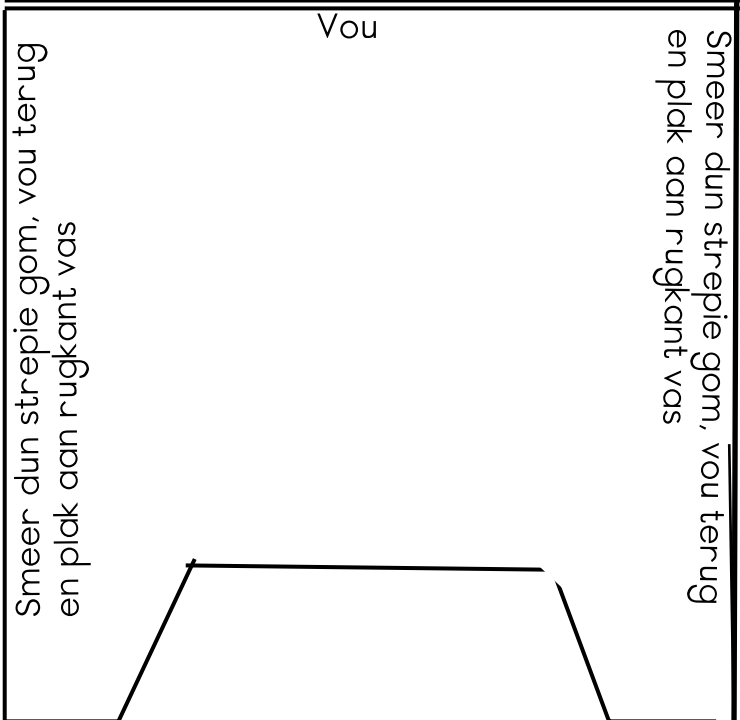 Vou
Smeer dun strepie gom, vou terug
en plak aan rugkant vas
Smeer dun strepie gom, vou terug
en plak aan rugkant vas